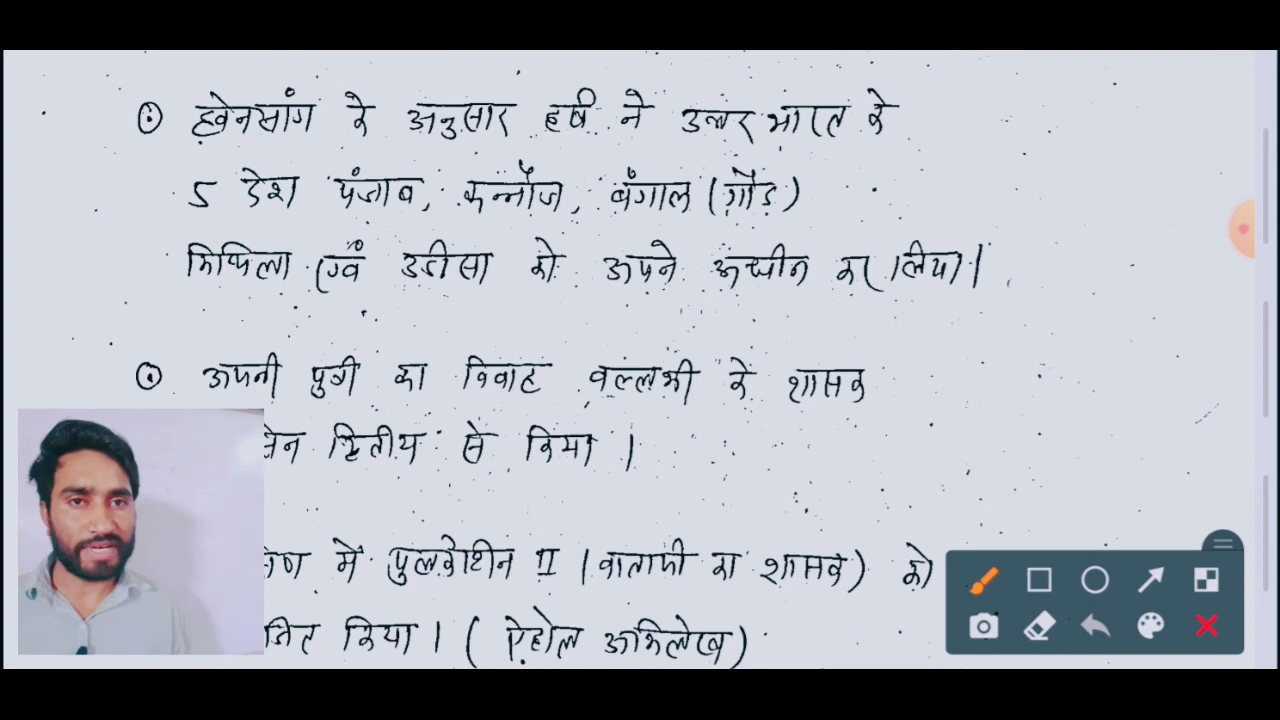 ह्वेनसांग के अनुसार हर्ष ने उत्तर भारत के
5 देश पंजाब, कन्नौज, बंगाल (गौड़)
मिथिला एवं उडीसा को अपने अधीन कर लिया।
अपनी पुत्री का विवाह वल्लभी के शासक
सेन द्वितीय से किया।
में पुलकेशीन II (वातापी का शासक) को
जित किया। (ऐहोल अभिलेख)